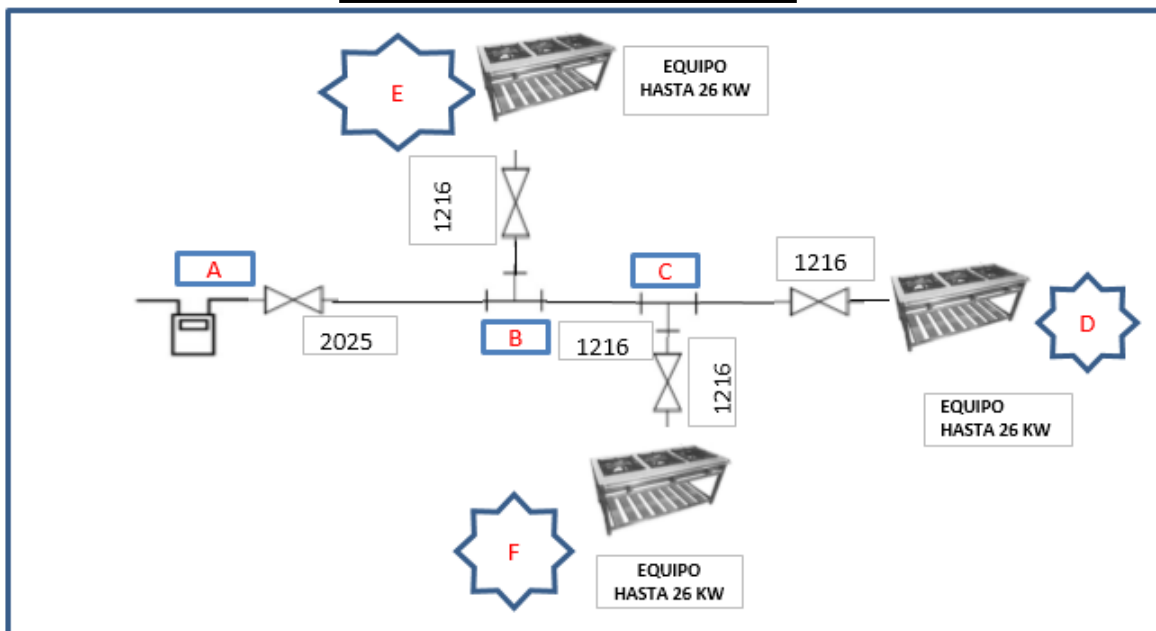 E
EQUIPO
HASTA 26 KW
1216
A
C
1216
2025
B
1216
1216
D
EQUIPO
HASTA 26 KW
F
EQUIPO
HASTA 26 KW